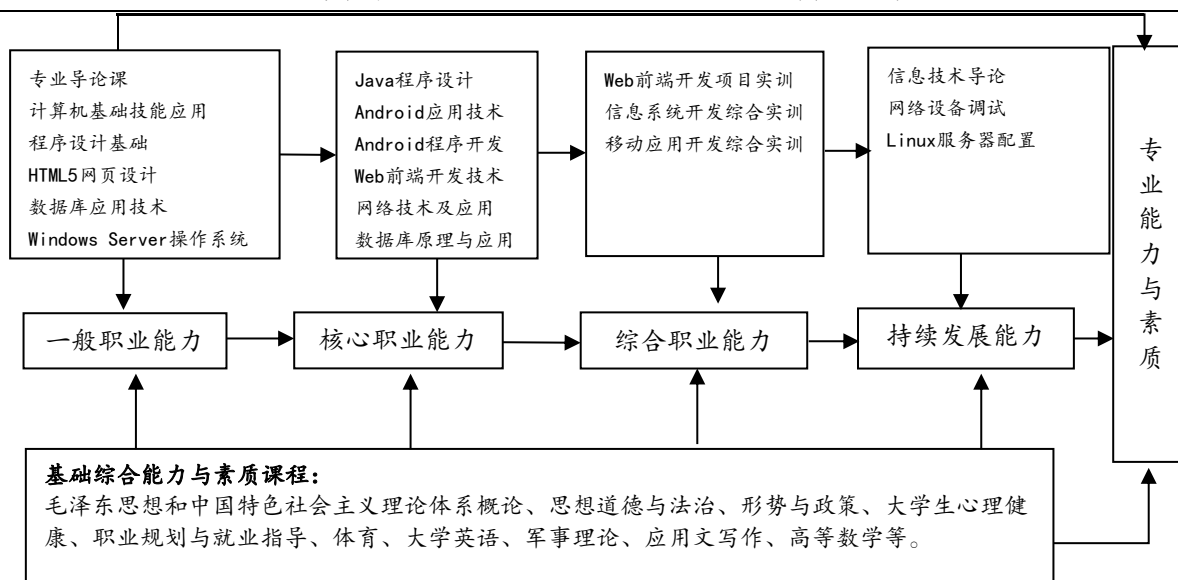 专业导论课
计算机基础技能应用
程序设计基础
HTML5网页设计
数据库应用技术
Windows Server操作系统
Java程序设计
Android应用技术
Android程序开发
Web前端开发技术
网络技术及应用
数据库原理与应用
Web前端开发项目实训
信息系统开发综合实训
移动应用开发综合实训
信息技术导论
网络设备调试
Linux服务器配置
专业能力与素质
一般职业能力
核心职业能力
综合职业能力
持续发展能力
基础综合能力与素质课程：
毛泽东思想和中国特色社会主义理论体系概论、思想道德与法治、形势与政策、大学生心理健
康、职业规划与就业指导、体育、大学英语、军事理论、应用文写作、高等数学等。